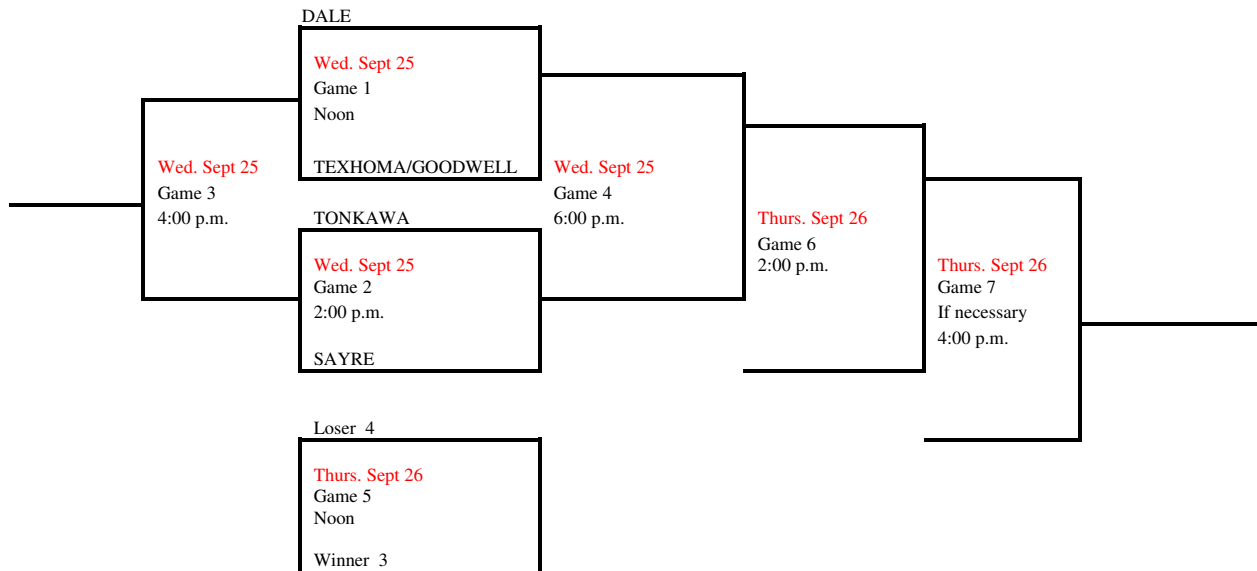 DALE
Wed. Sept 25
Game 1
Noon
TEXHOMA/GOODWELL
Wed. Sept 25
Game 3
4:00 p.m.
Wed. Sept 25
Game 4
6:00 p.m.
TONKAWA
Wed. Sept 25
Game 2
2:00 p.m.
SAYRE
Thurs. Sept 26
Game 6
2:00 p.m.
Thurs. Sept 26
Game 7
If necessary
4:00 p.m.
Loser 4
Thurs. Sept 26
Game 5
Noon
Winner 3